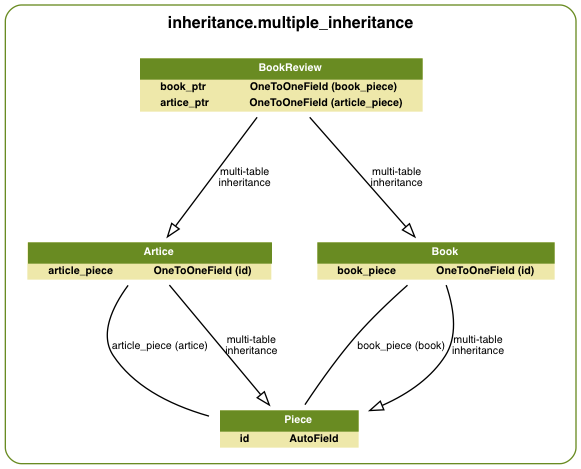 inheritance.multiple_inheritance
BookReview
book_ptr OneToOneField (book_piece)
artice_ptr OneToOneField (article_piece)
multi-table
inheritance
multi-table
inheritance
Artice
article_piece OneToOneField (id)
Book
book_piece OneToOneField (id)
article_piece (artice)
multi-table
inheritance
book_piece (book)
multi-table
inheritance
Piece
id AutoField